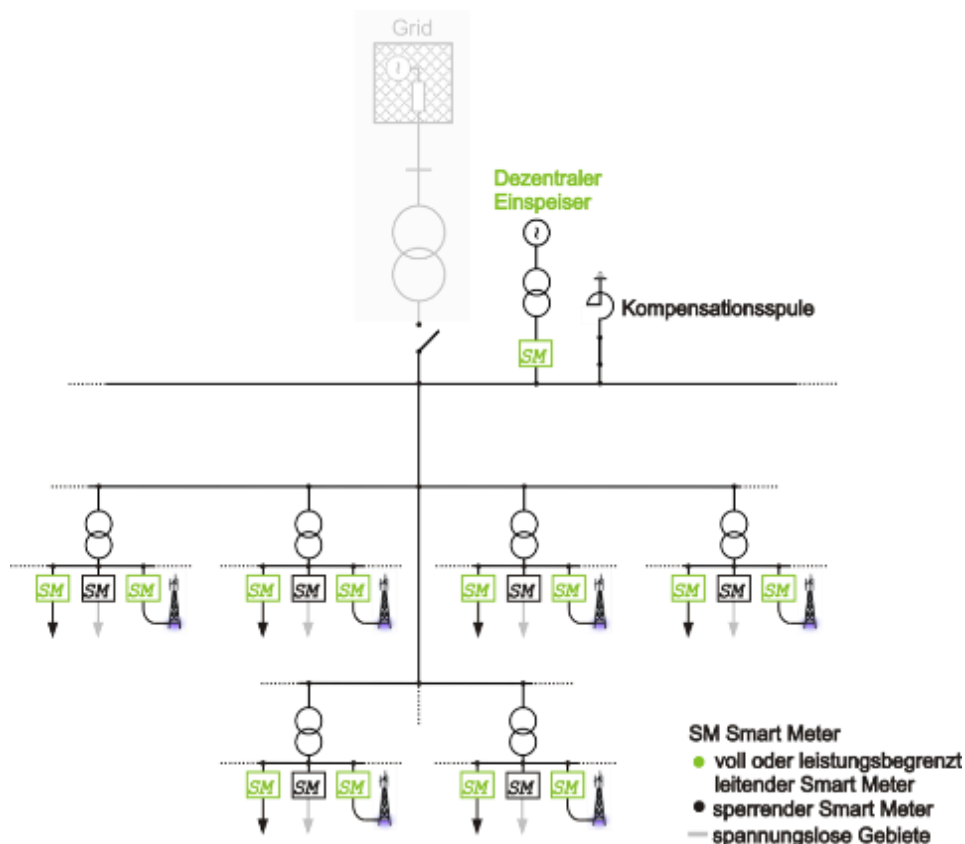 Grid
~
Dezentraler
Einspeiser
~
Kompensationsspule
SM
SM SM SM SM SM SM SM SM SM SM SM SM
SM SM SM SM SM SM
SM Smart Meter
voll oder leistungsbegrenzt
leitender Smart Meter
sperrender Smart Meter
spannungslose Gebiete